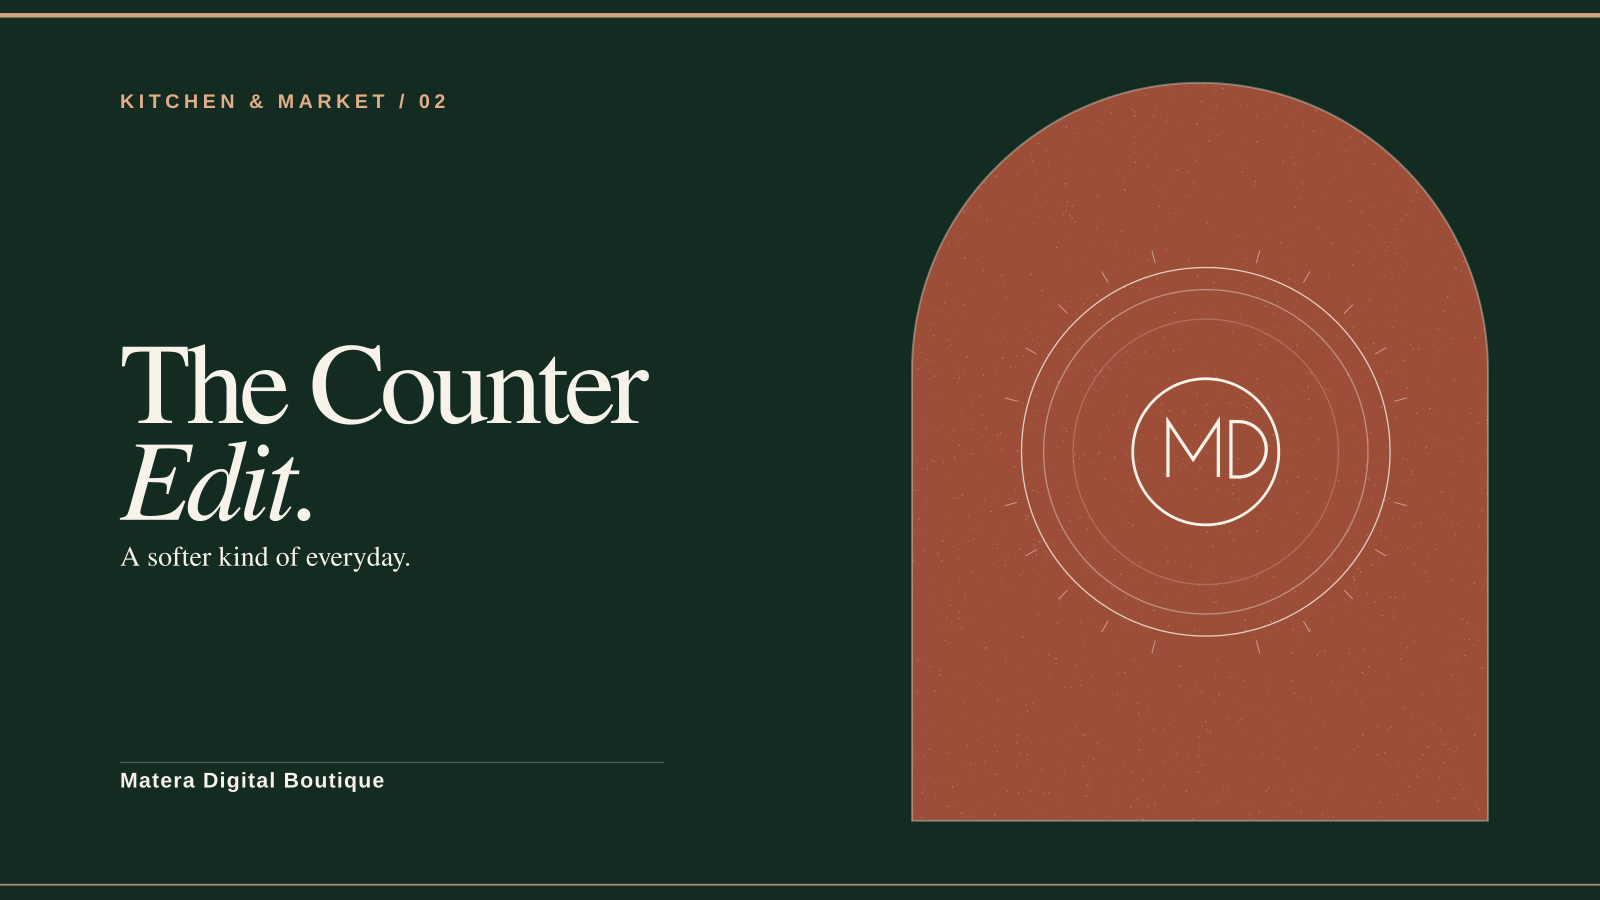 KITCHEN & MARKET / 02
The Counter
Edit.
A softer kind of everyday.
Matera Digital Boutique
MD